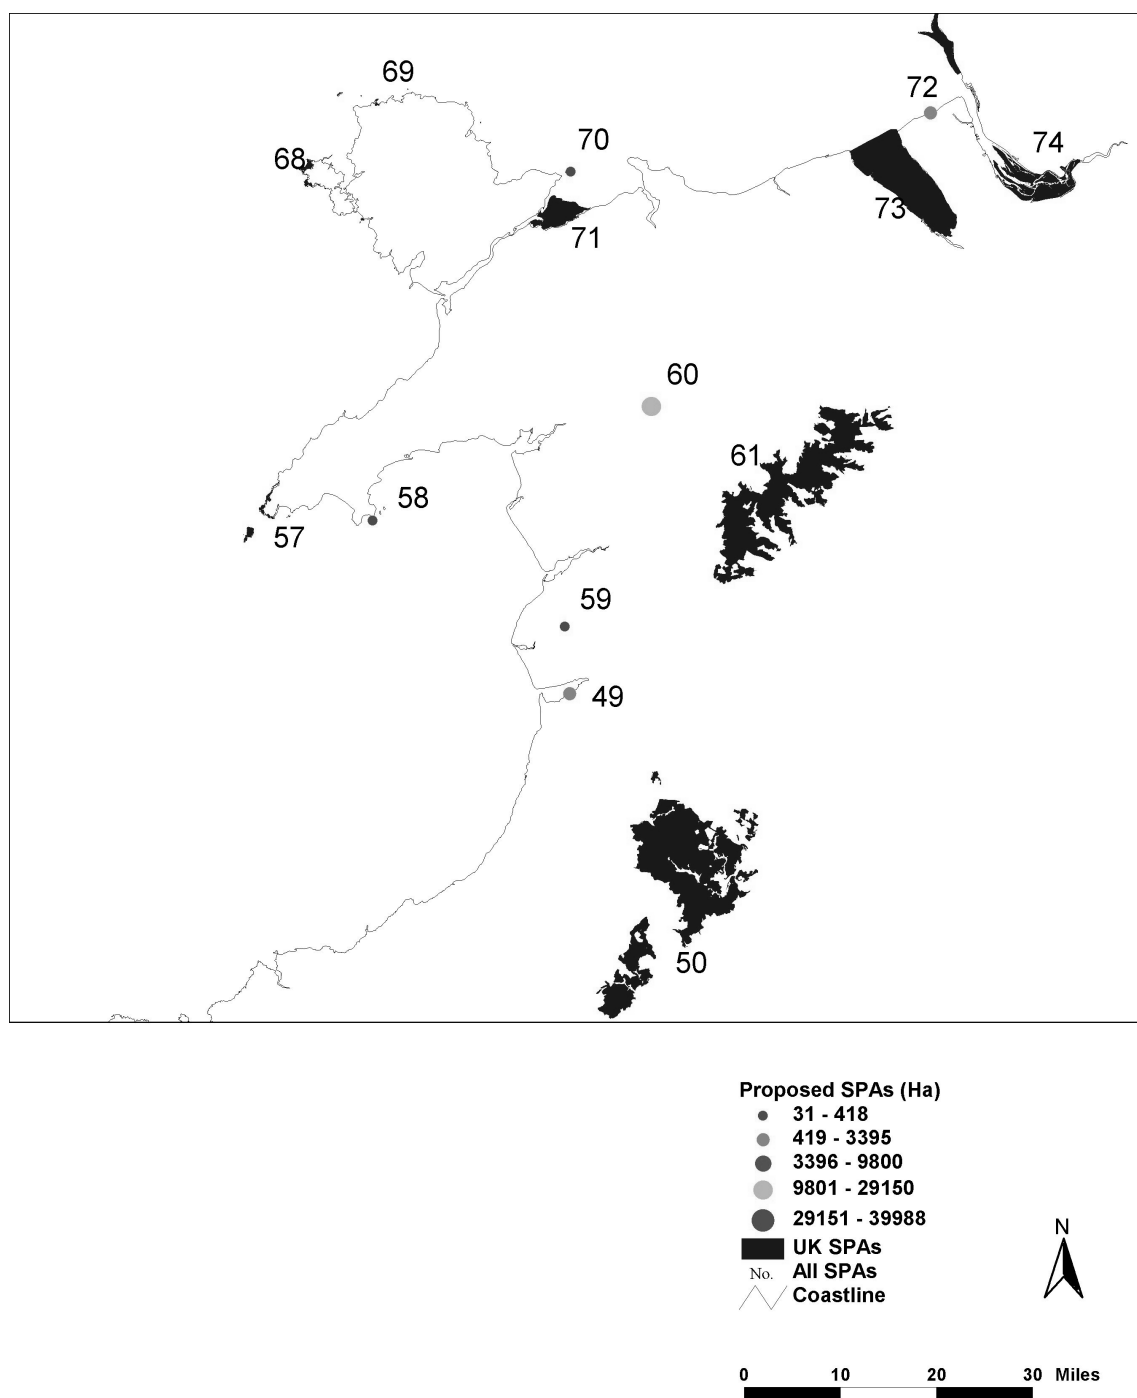 69
72
70
68
74
73
71
60
61
58
57
59
49
50
Proposed SPAs (Ha)
31 - 418
419 - 3395
3396 - 9800
9801 - 29150
29151 - 39988
UK SPAs
No. All SPAs
Coastline
N
0 10 20 30 Miles